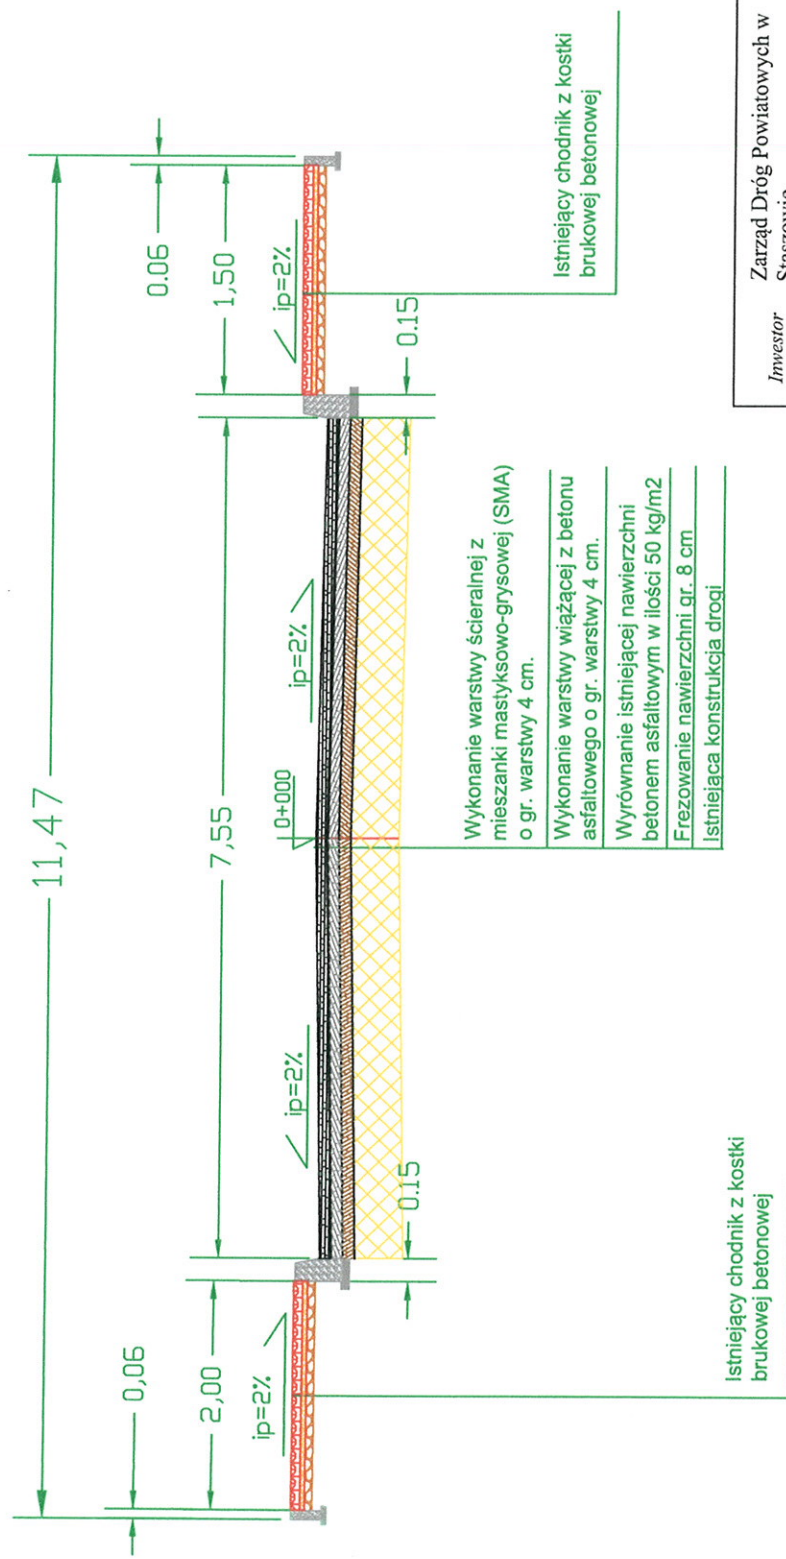 11,47
0,06
2,00
7,55
1,50
0.06
ip=2%
ip=2%
0+000
ip=2%
ip=2%
0.15
0.15
Istniejący chodnik z kostki
brukowej betonowej
Wykonanie warstwy ścieralnej z
mieszanki mastyksowo-grysowej (SMA)
o gr. warstwy 4 cm.
Wykonanie warstwy wiążącej z betonu
asfaltowego o gr. warstwy 4 cm.
Wyrównanie istniejącej nawierzchni
betonem asfaltowym w ilości 50 kg/m2
Frezowanie nawierzchni gr. 8 cm
Istniejąca konstrukcja drogi
Istniejący chodnik z kostki
brukowej betonowej
Inwestor
Zarząd Dróg Powiatowych w
Staszowie